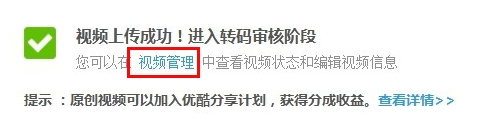 视频上传成功！进入转码审核阶段
您可以在 视频管理 中查看视频状态和编辑视频信息
提示 ：原创视频可以加入优酷分享计划，获得分成收益。查看详情>>